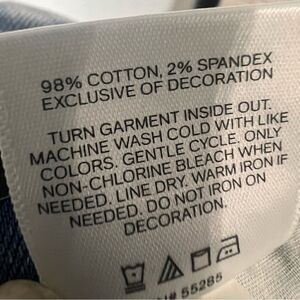 98% COTTON, 2% SPANDEX
EXCLUSIVE OF DECORATION
TURN GARMENT INSIDE OUT.
MACHINE WASH COLD WITH LIKE
COLORS. GENTLE CYCLE. ONLY
NON-CHLORINE BLEACH WHEN
NEEDED. LINE DRY. WARM IRON IF
NEEDED. DO NOT IRON ON
DECORATION.
55285